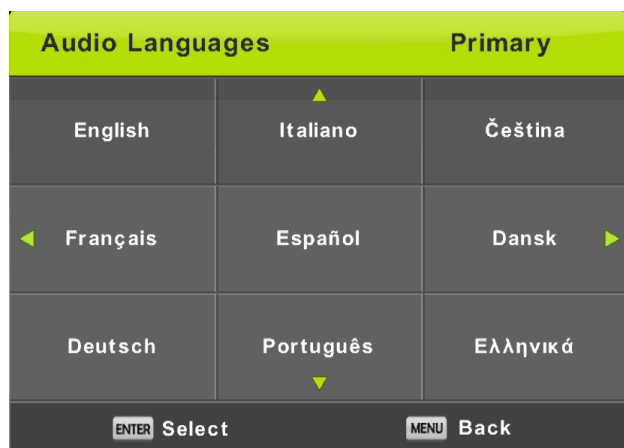 Audio Languages Primary
English Italiano Čeština
Français Español Dansk
Deutsch Português Ελληνικά
ENTER Select MENU Back